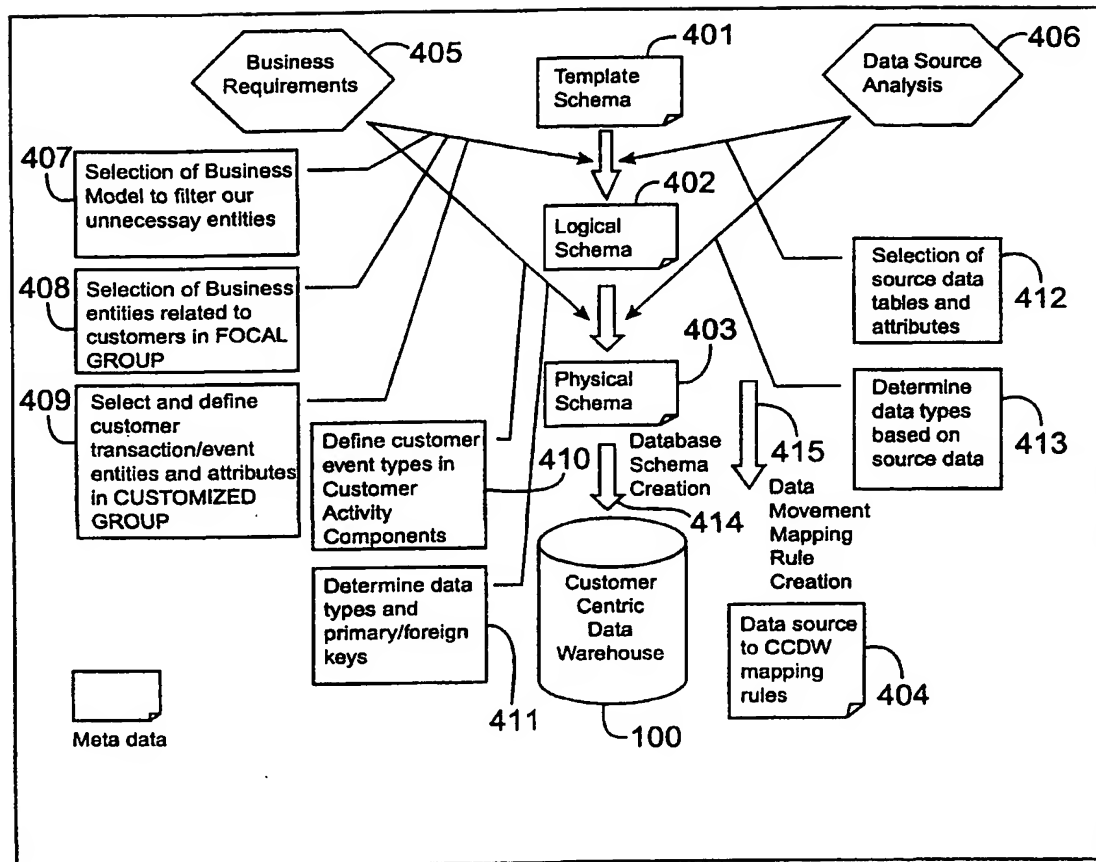 Business
Requirements
405
401
Template
Schema
Data Source
Analysis
406
407
Selection of Business
Model to filter our
unnecessay entities
402
Logical
Schema
408
Selection of Business
entities related to
customers in FOCAL
GROUP
Selection of
source data
tables and
attributes
412
403
Physical
Schema
409
Select and define
customer
transaction/event
entities and attributes
in CUSTOMIZED
GROUP
Define customer
event types in
Customer
Activity
Components
410
Database
Schema
Creation
414
415
Data
Movement
Mapping
Rule
Creation
Determine
data types
based on
source data
413
Determine data
types and
primary/foreign
keys
411
Customer
Centric
Data
Warehouse
100
Data source
to CCDW
mapping
rules
404
Meta data